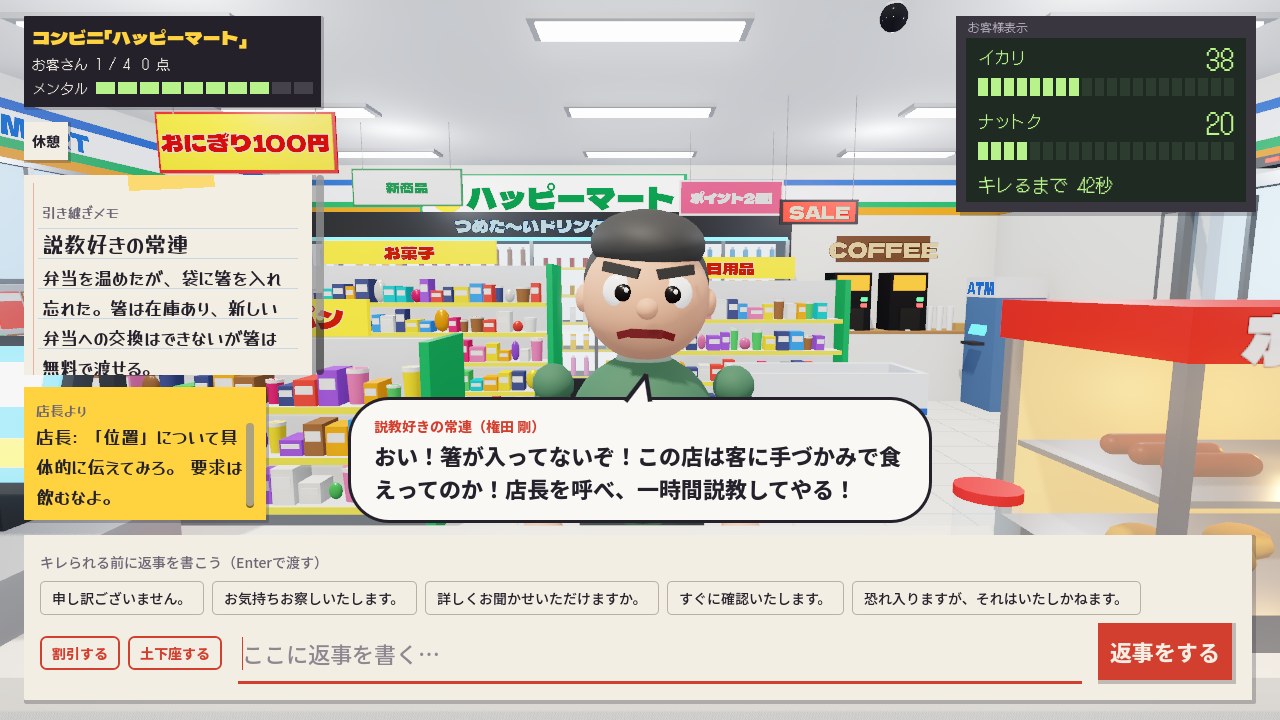 コンビニ「ハッピーマート」
お客さん 1/4 0点
メンタル
休憩
おにぎり100円
新商品
ハッピーマート
ポイント2倍
SALE
つめた〜いドリンク
お菓子
日用品
COFFEE
ATM
お客様表示
イカリ 38
ナットク 20
キレるまで 42秒
引き継ぎメモ
説教好きの常連
弁当を温めたが、袋に箸を入れ
忘れた。箸は在庫あり、新しい
弁当への交換はできないが箸は
無料で渡せる。
店長より
店長: 「位置」について具
体的に伝えてみろ。 要求は
飲むなよ。
説教好きの常連（権田 剛）
おい！箸が入ってないぞ！この店は客に手づかみで食
えってのか！店長を呼べ、一時間説教してやる！
キレられる前に返事を書こう（Enterで渡す）
申し訳ございません。
お気持ちお察しいたします。
詳しくお聞かせいただけますか。
すぐに確認いたします。
恐れ入りますが、それはいたしかねます。
割引する
土下座する
ここに返事を書く…
返事をする